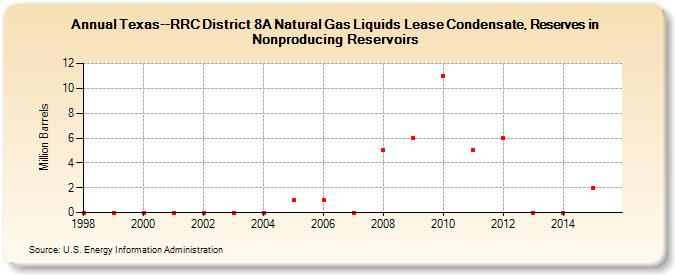 Annual Texas--RRC District 8A Natural Gas Liquids Lease Condensate, Reserves in
Nonproducing Reservoirs
Million Barrels
12
10
8
6
4
2
0
1998 2000 2002 2004 2006 2008 2010 2012 2014
Source: U.S. Energy Information Administration